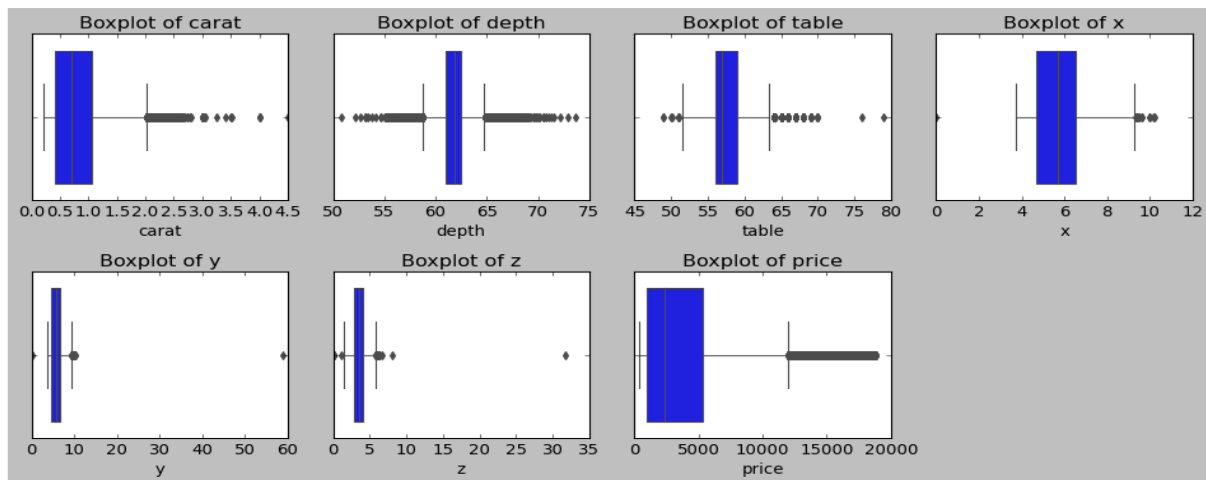 Boxplot of carat
0.0 0.5 1.0 1.5 2.0 2.5 3.0 3.5 4.0 4.5
carat
Boxplot of depth
50 55 60 65 70 75
depth
Boxplot of table
45 50 55 60 65 70 75 80
table
Boxplot of x
0 2 4 6 8 10 12
x
Boxplot of y
0 10 20 30 40 50 60
y
Boxplot of z
0 5 10 15 20 25 30 35
z
Boxplot of price
0 5000 10000 15000 20000
price